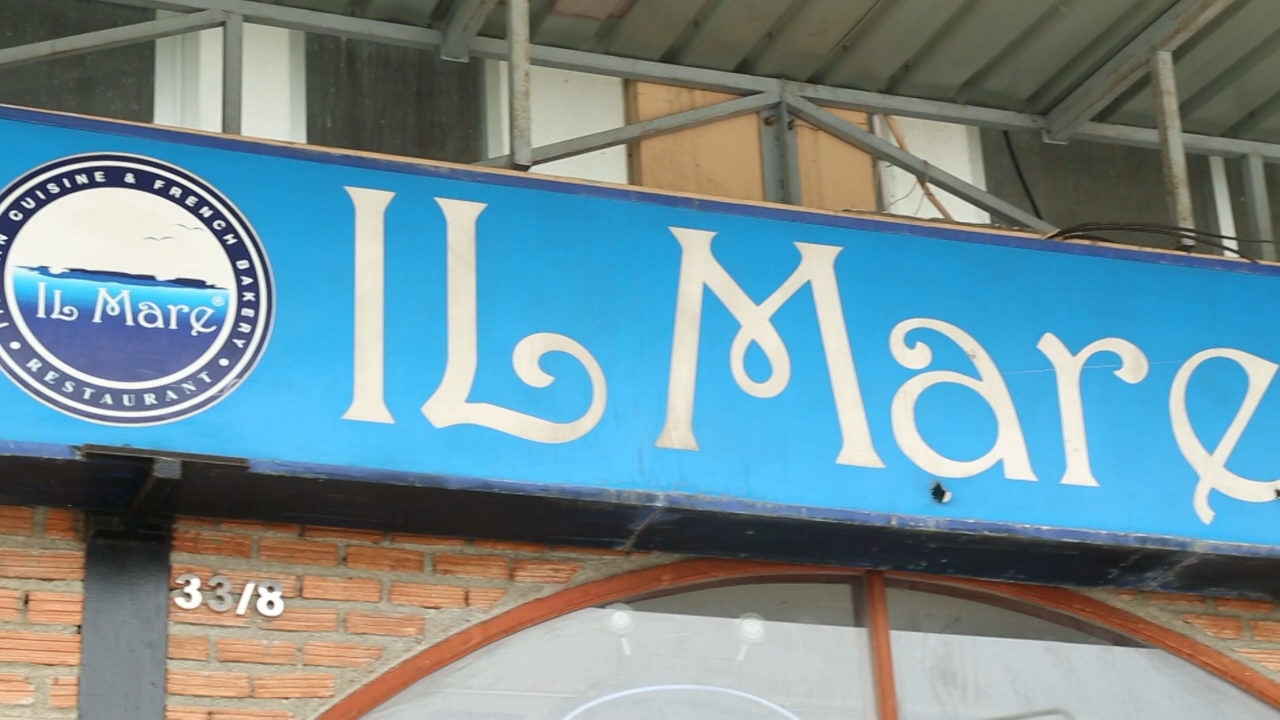 CUISINE & FRENCH BAKERY
IL Mare®
• RESTAURANT •
IL Mare
33/8